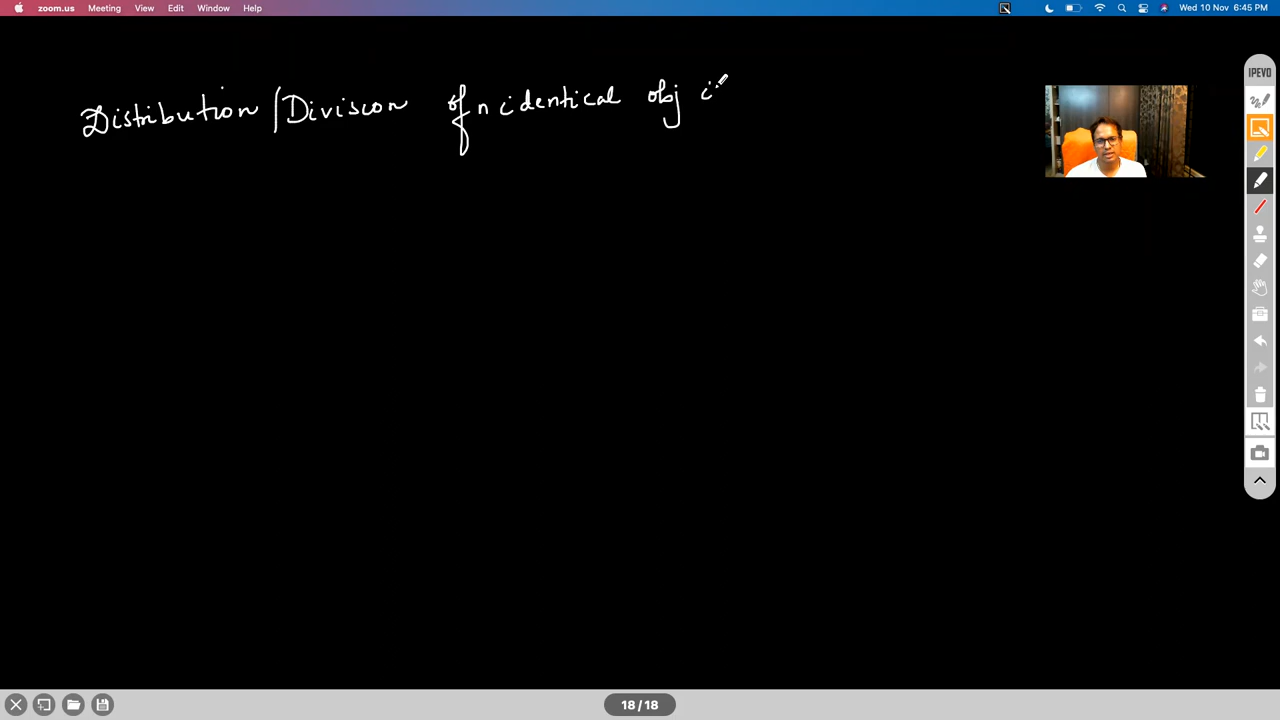 zoom.us Meeting View Edit Window Help Wed 10 Nov 6:45 PM
IPEVO
Distribution/Division of n identical obj i
18/18